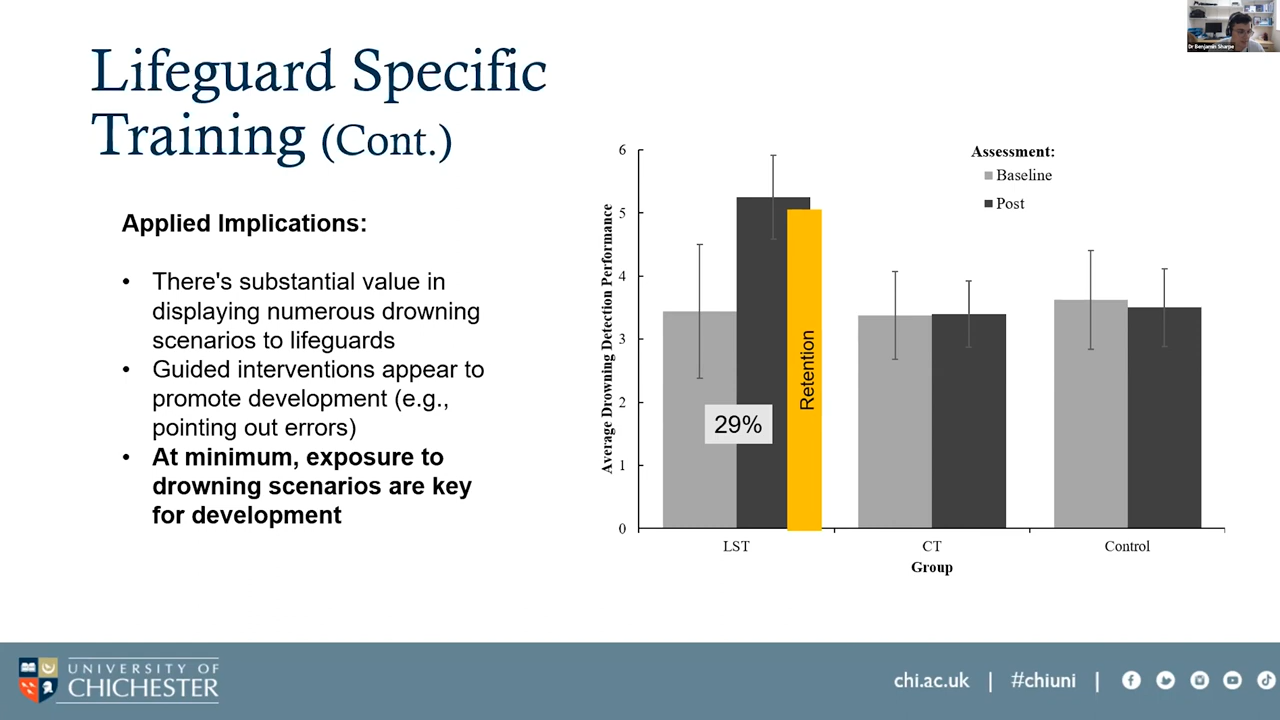 Dr Benjamin Sharpe
Lifeguard Specific
Training (Cont.)
Applied Implications:
• There's substantial value in
displaying numerous drowning
scenarios to lifeguards
• Guided interventions appear to
promote development (e.g.,
pointing out errors)
• At minimum, exposure to
drowning scenarios are key
for development
Average Drowning Detection Performance
6
5
4
3
2
1
0
Assessment:
Baseline
Post
29%
Retention
LST
CT
Control
Group
UNIVERSITY OF
CHICHESTER
chi.ac.uk | #chiuni |